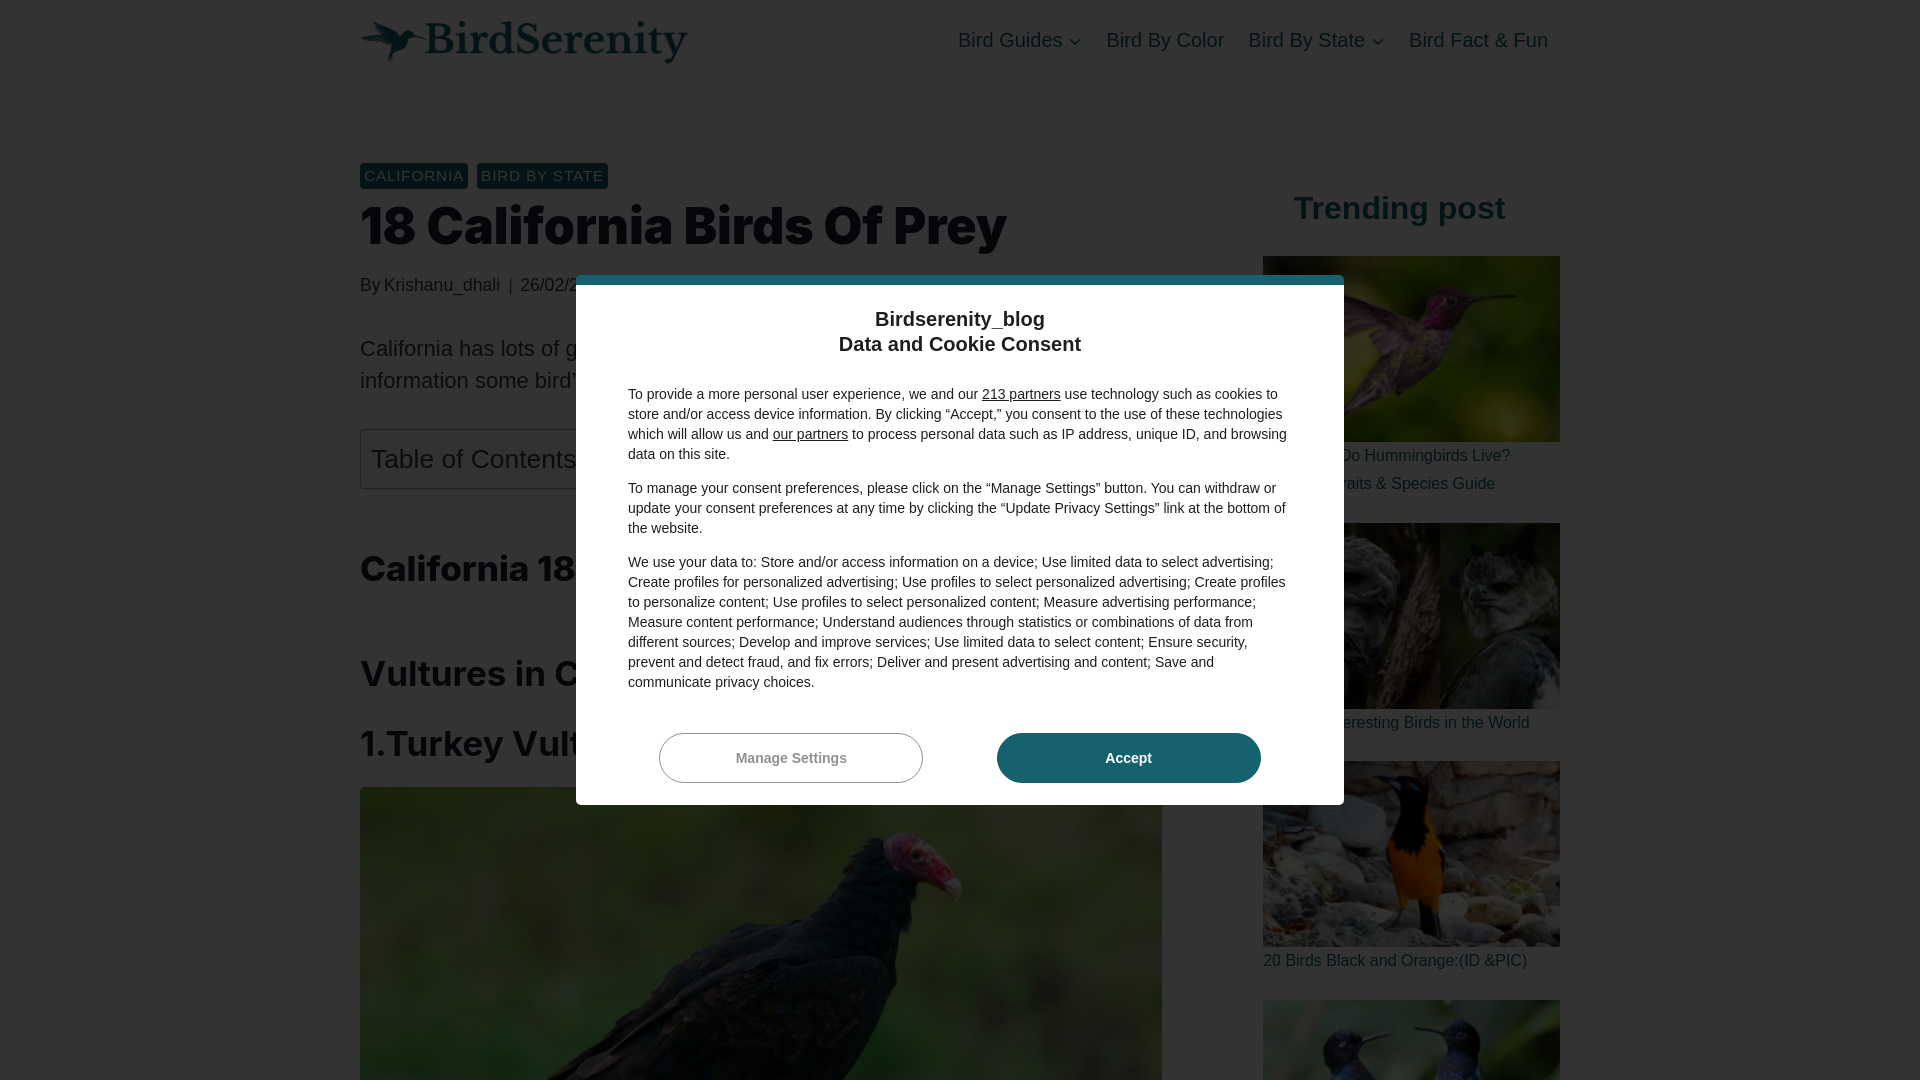 BirdSerenity
Bird Guides
Bird By Color
Bird By State
Bird Fact & Fun
CALIFORNIA
BIRD BY STATE
18 California Birds Of Prey
By Krishanu_dhali | 26/02/2
California has lots of g
information some bird'
Table of Contents
California 18
Vultures in C
1.Turkey Vult
Birdserenity_blog
Data and Cookie Consent
To provide a more personal user experience, we and our 213 partners use technology such as cookies to
store and/or access device information. By clicking “Accept,” you consent to the use of these technologies
which will allow us and our partners to process personal data such as IP address, unique ID, and browsing
data on this site.
To manage your consent preferences, please click on the “Manage Settings” button. You can withdraw or
update your consent preferences at any time by clicking the “Update Privacy Settings” link at the bottom of
the website.
We use your data to: Store and/or access information on a device; Use limited data to select advertising;
Create profiles for personalized advertising; Use profiles to select personalized advertising; Create profiles
to personalize content; Use profiles to select personalized content; Measure advertising performance;
Measure content performance; Understand audiences through statistics or combinations of data from
different sources; Develop and improve services; Use limited data to select content; Ensure security,
prevent and detect fraud, and fix errors; Deliver and present advertising and content; Save and
communicate privacy choices.
Manage Settings
Accept
Trending post
Do Hummingbirds Live?
raits & Species Guide
eresting Birds in the World
20 Birds Black and Orange:(ID &PIC)